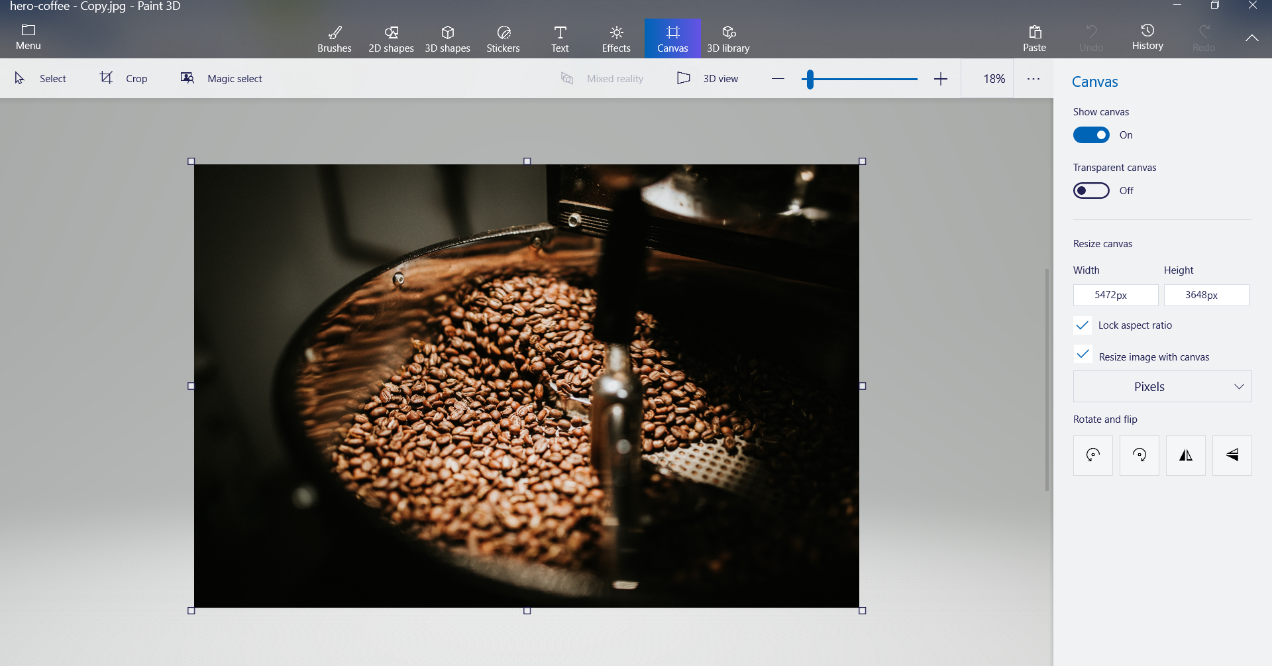 hero-coffee - Copy.jpg - Paint 3D
Menu
Brushes
2D shapes
3D shapes
Stickers
Text
Effects
Canvas
3D library
Paste
Undo
History
Redo
Select
Crop
Magic select
Mixed reality
3D view
18%
Canvas
Show canvas
On
Transparent canvas
Off
Resize canvas
Width Height
5472px 3648px
Lock aspect ratio
Resize image with canvas
Pixels
Rotate and flip